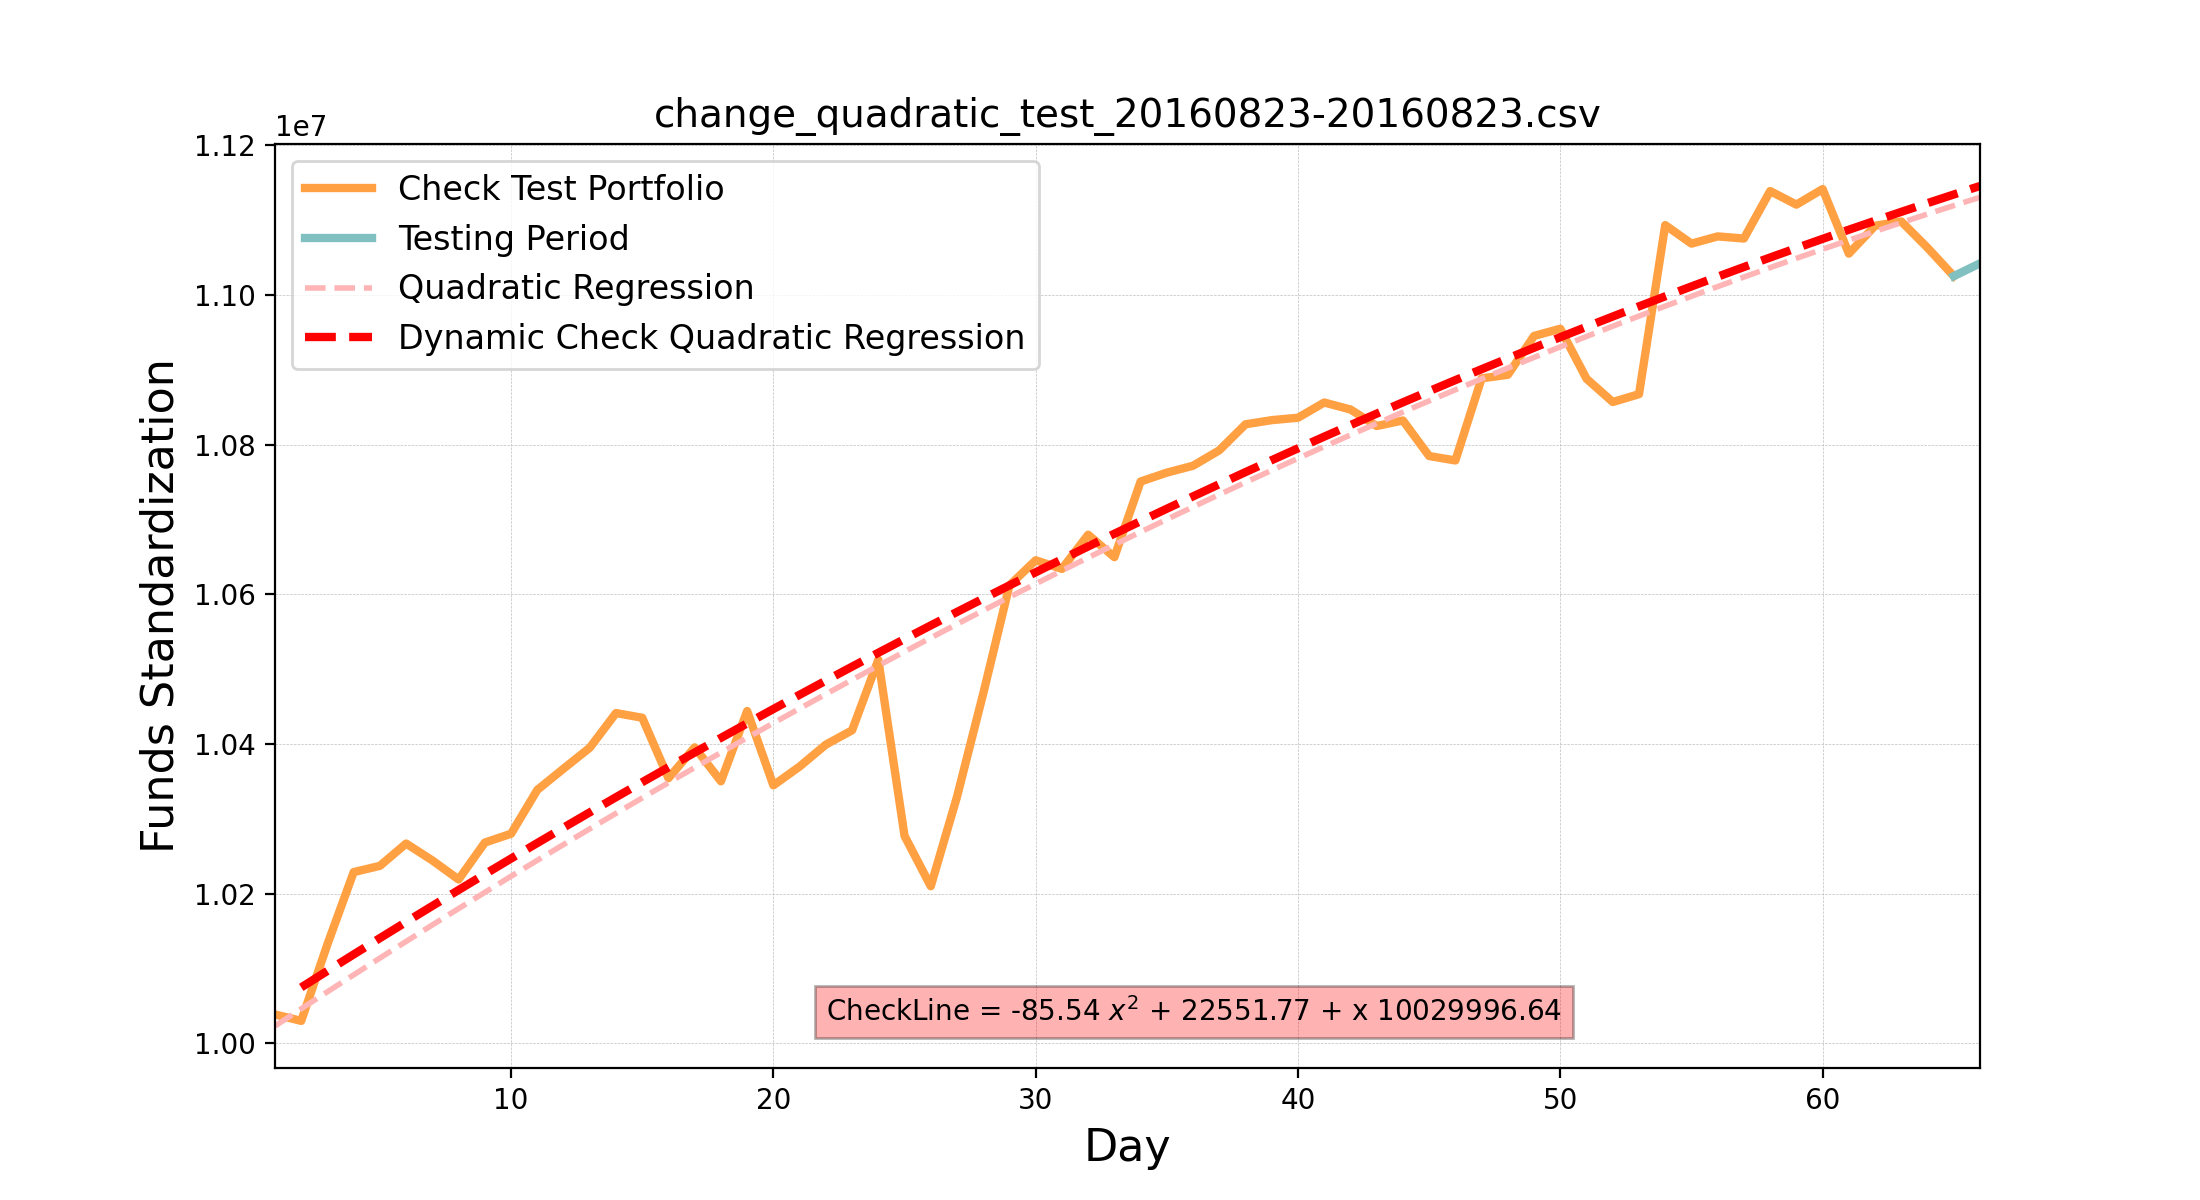 change_quadratic_test_20160823-20160823.csv
1e7
1.12
1.10
1.08
1.06
1.04
1.02
1.00
Funds Standardization
Check Test Portfolio
Testing Period
Quadratic Regression
Dynamic Check Quadratic Regression
CheckLine = -85.54 x² + 22551.77 + x 10029996.64
10 20 30 40 50 60
Day